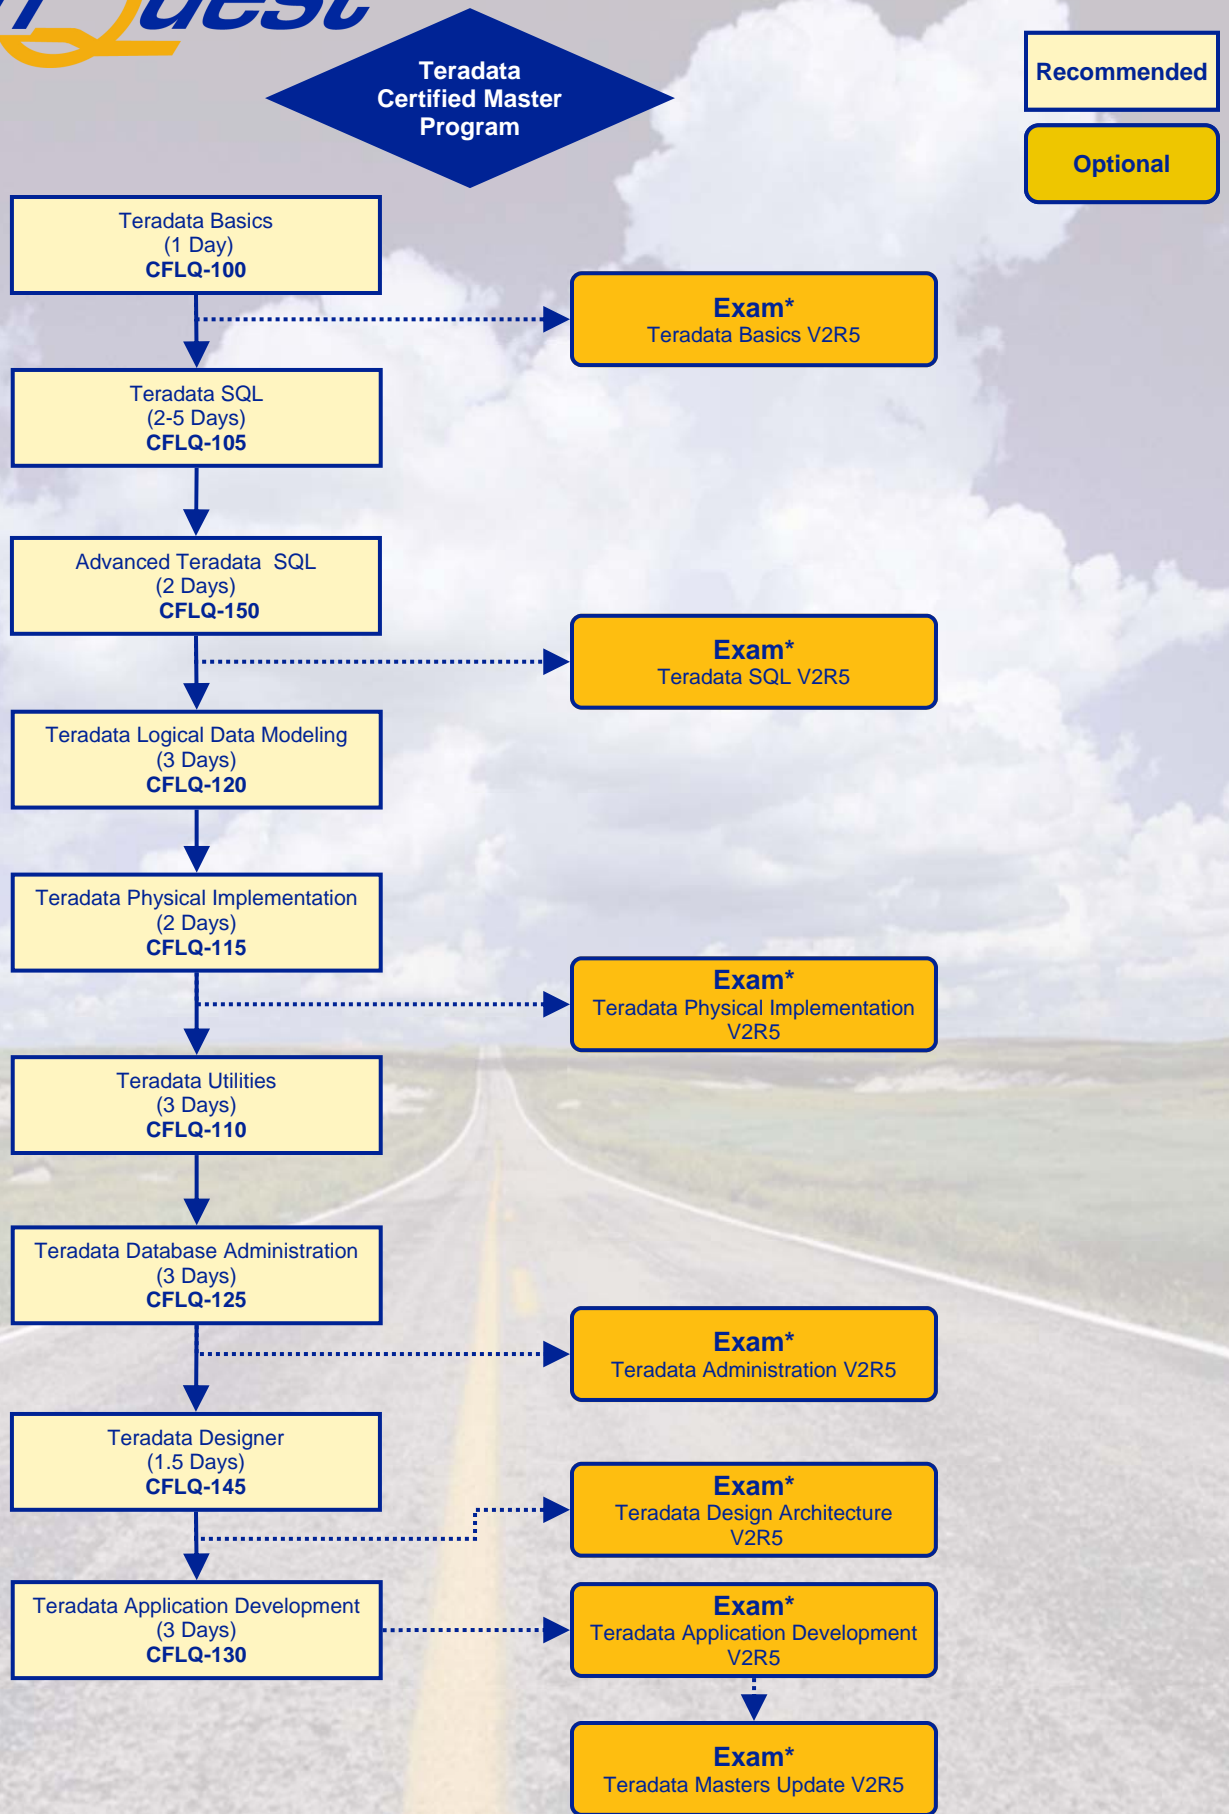 Quest
Teradata
Certified Master
Program
Recommended
Optional
Teradata Basics
(1 Day)
CFLQ-100
Exam*
Teradata Basics V2R5
Teradata SQL
(2-5 Days)
CFLQ-105
Advanced Teradata  SQL
(2 Days)
CFLQ-150
Exam*
Teradata SQL V2R5
Teradata Logical Data Modeling
(3 Days)
CFLQ-120
Teradata Physical Implementation
(2 Days)
CFLQ-115
Exam*
Teradata Physical Implementation
V2R5
Teradata Utilities
(3 Days)
CFLQ-110
Teradata Database Administration
(3 Days)
CFLQ-125
Exam*
Teradata Administration V2R5
Teradata Designer
(1.5 Days)
CFLQ-145
Exam*
Teradata Design Architecture
V2R5
Teradata Application Development
(3 Days)
CFLQ-130
Exam*
Teradata Application Development
V2R5
Exam*
Teradata Masters Update V2R5